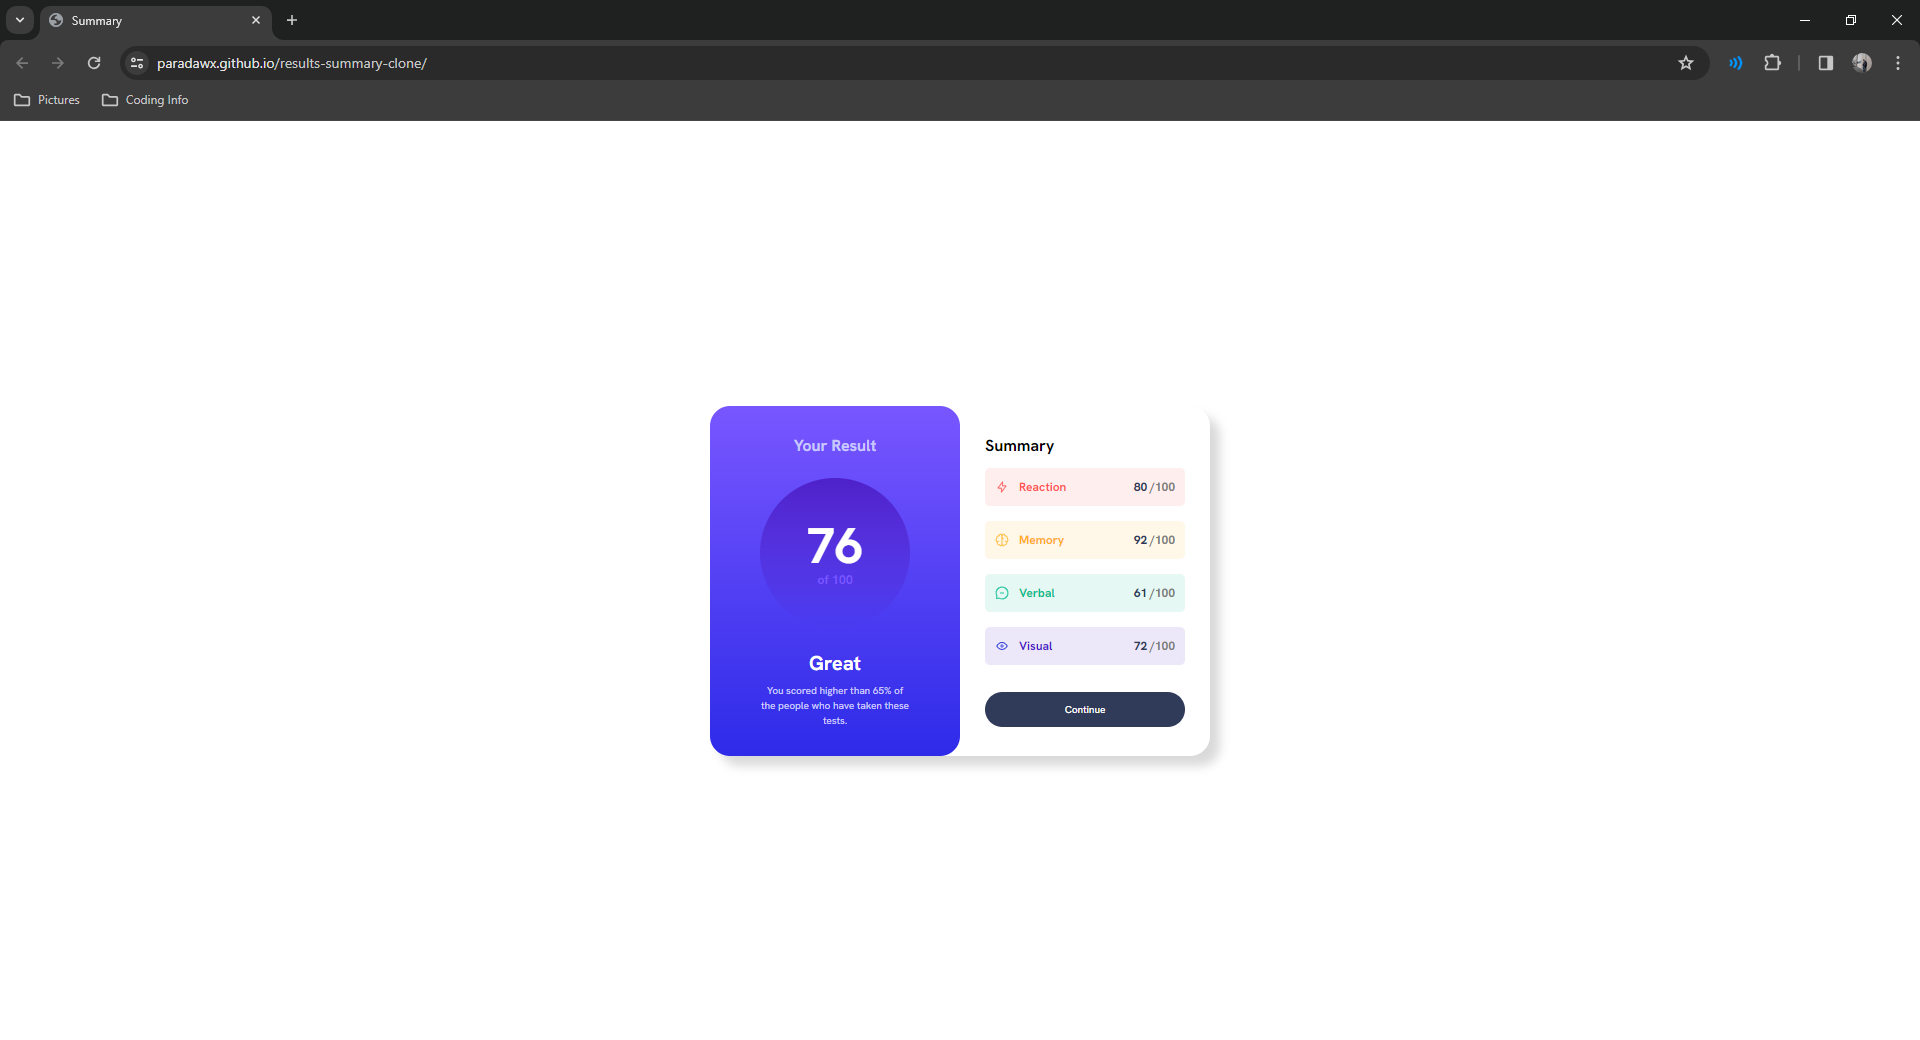 Summary
paradawx.github.io/results-summary-clone/
Pictures
Coding Info
Your Result
76
of 100
Great
You scored higher than 65% of
the people who have taken these
tests.
Summary
Reaction 80/100
Memory 92/100
Verbal 61/100
Visual 72/100
Continue